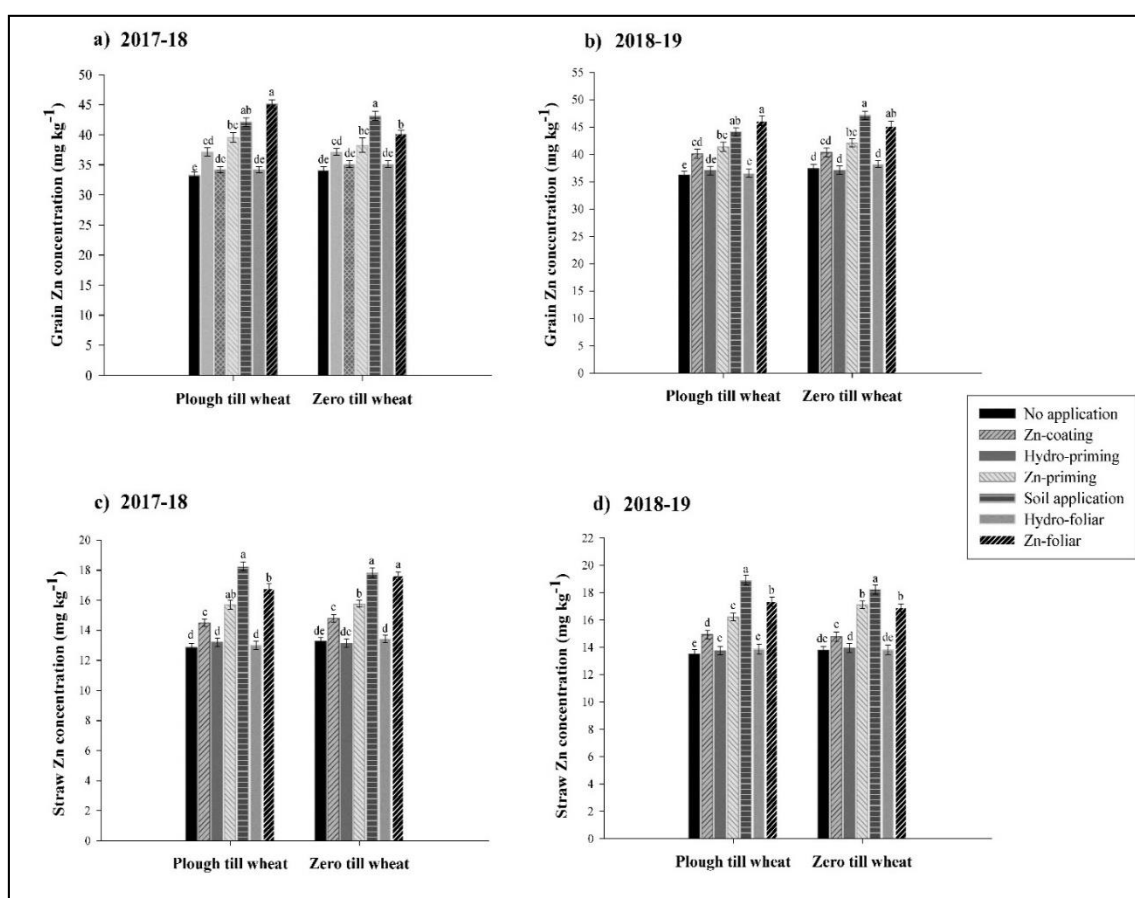 a) 2017-18
Grain Zn concentration (mg kg⁻¹)
50
45
40
35
30
25
20
15
10
5
0
e cd de bc ab de a
de cd de bc a de b
Plough till wheat Zero till wheat
b) 2018-19
Grain Zn concentration (mg kg⁻¹)
55
50
45
40
35
30
25
20
15
10
5
0
e cd de bc ab e a
d cd d bc a d ab
Plough till wheat Zero till wheat
No application
Zn-coating
Hydro-priming
Zn-priming
Soil application
Hydro-foliar
Zn-foliar
c) 2017-18
Straw Zn concentration (mg kg⁻¹)
20
18
16
14
12
10
8
6
4
2
0
d c d ab a d b
de c de b a d a
Plough till wheat Zero till wheat
d) 2018-19
Straw Zn concentration (mg kg⁻¹)
22
20
18
16
14
12
10
8
6
4
2
0
e d e c a e b
de c d b a de b
Plough till wheat Zero till wheat